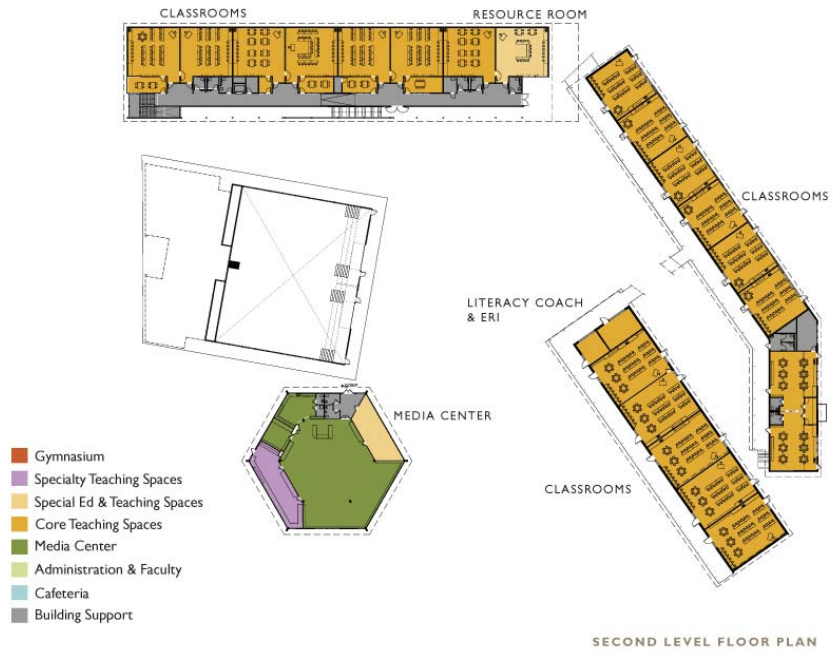 CLASSROOMS
RESOURCE ROOM
CLASSROOMS
LITERACY COACH
& ERI
MEDIA CENTER
CLASSROOMS
Gymnasium
Specialty Teaching Spaces
Special Ed & Teaching Spaces
Core Teaching Spaces
Media Center
Administration & Faculty
Cafeteria
Building Support
SECOND LEVEL FLOOR PLAN